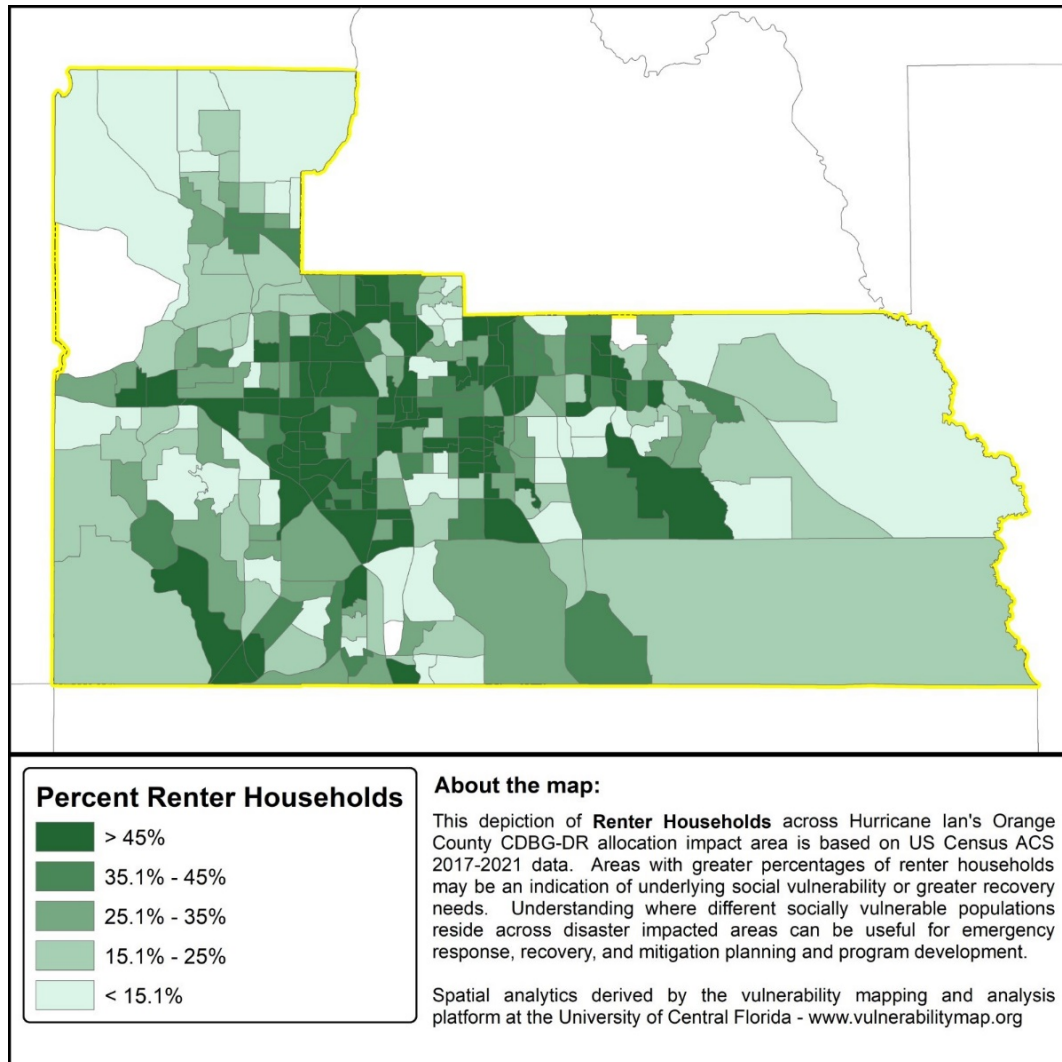 Percent Renter Households
> 45%
35.1% - 45%
25.1% - 35%
15.1% - 25%
< 15.1%
About the map:
This depiction of Renter Households across Hurricane Ian's Orange
County CDBG-DR allocation impact area is based on US Census ACS
2017-2021 data. Areas with greater percentages of renter households
may be an indication of underlying social vulnerability or greater recovery
needs. Understanding where different socially vulnerable populations
reside across disaster impacted areas can be useful for emergency
response, recovery, and mitigation planning and program development.
Spatial analytics derived by the vulnerability mapping and analysis
platform at the University of Central Florida - www.vulnerabilitymap.org